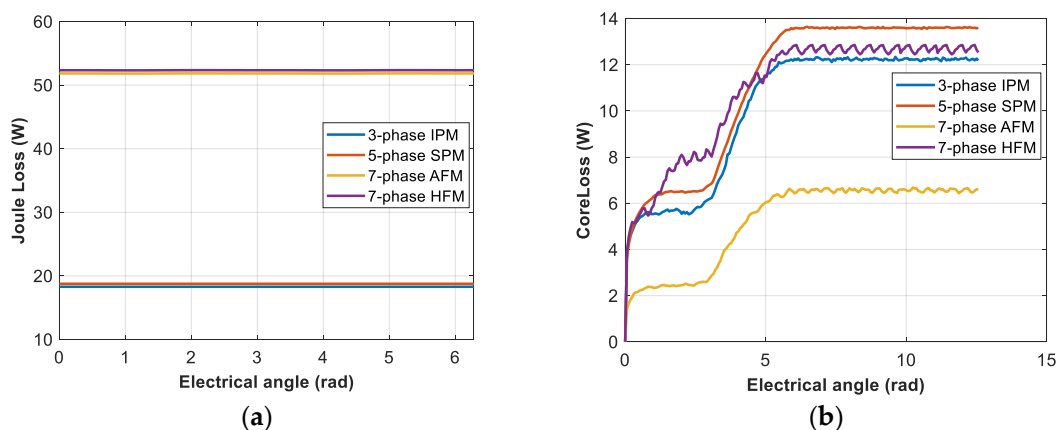 60
50
40
30
20
10
0
1
2
3
4
5
6
Joule Loss (W)
Electrical angle (rad)
3-phase IPM
5-phase SPM
7-phase AFM
7-phase HFM
(a)
14
12
10
8
6
4
2
0
0
5
10
15
CoreLoss (W)
Electrical angle (rad)
3-phase IPM
5-phase SPM
7-phase AFM
7-phase HFM
(b)